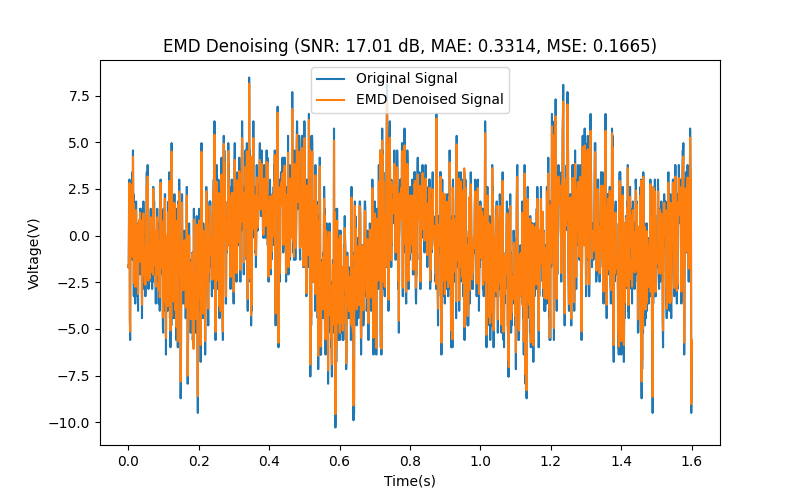 EMD Denoising (SNR: 17.01 dB, MAE: 0.3314, MSE: 0.1665)
Original Signal
EMD Denoised Signal
7.5
5.0
2.5
0.0
−2.5
−5.0
−7.5
−10.0
Voltage(V)
0.0 0.2 0.4 0.6 0.8 1.0 1.2 1.4 1.6
Time(s)